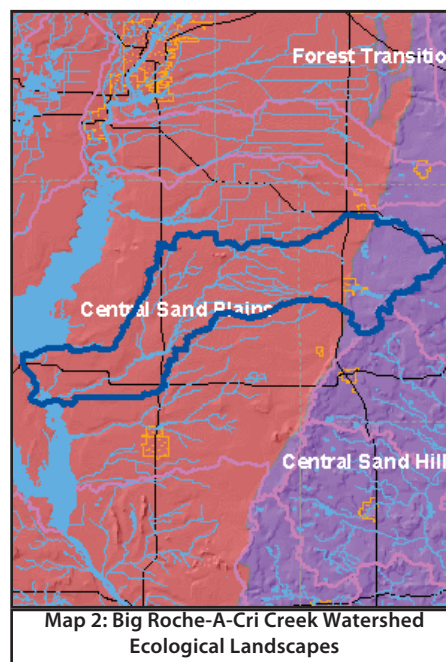 Forest Transitio
Central Sand Plains
Central Sand Hill
Map 2: Big Roche-A-Cri Creek Watershed
Ecological Landscapes